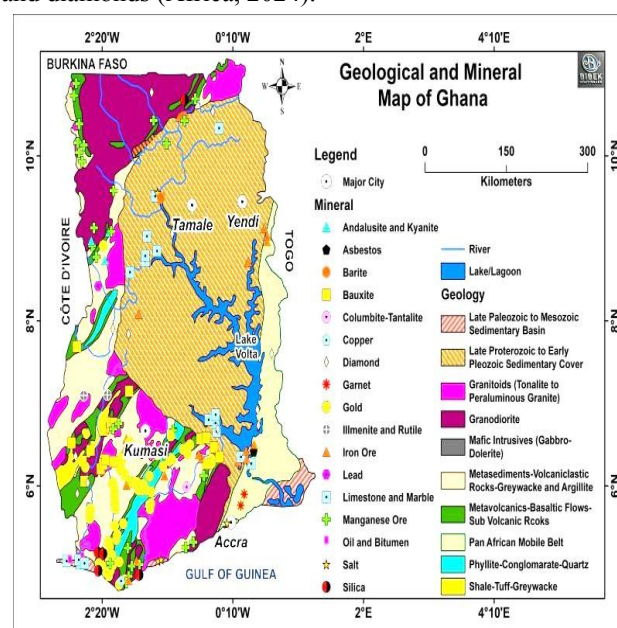 and diamonds (Africa, 2024).
2°20' 0°10' 2°E 4°10'E
BURKINA FASO
Geological and Mineral
Map of Ghana
N
W E
S
BIBEK
10°N 10°N
8°N 8°N
6°N 6°N
CÔTE D'IVOIRE
TOGO
Tamale
Yendi
Lake
Volta
Kumasi
Accra
GULF OF GUINEA
0 150 300
Kilometers
Legend
Major City
Mineral
Andalusite and Kyanite
Asbestos
Barite
Bauxite
Columbite-Tantalite
Copper
Diamond
Garnet
Gold
Illmenite and Rutile
Iron Ore
Lead
Limestone and Marble
Manganese Ore
Oil and Bitumen
Salt
Silica
River
Lake/Lagoon
Geology
Late Paleozoic to Mesozoic
Sedimentary Basin
Late Proterozoic to Early
Pleozoic Sedimentary Cover
Granitoids (Tonalite to
Peraluminous Granite)
Granodiorite
Mafic Intrusives (Gabbro-
Dolerite)
Metasediments-Volcaniclastic
Rocks-Greywacke and Argillite
Metavolcanics-Basaltic Flows-
Sub Volcanic Rcoks
Pan African Mobile Belt
Phyllite-Conglomarate-Quartz
Shale-Tuff-Greywacke
2°20' 0°10' 2°E 4°10'E